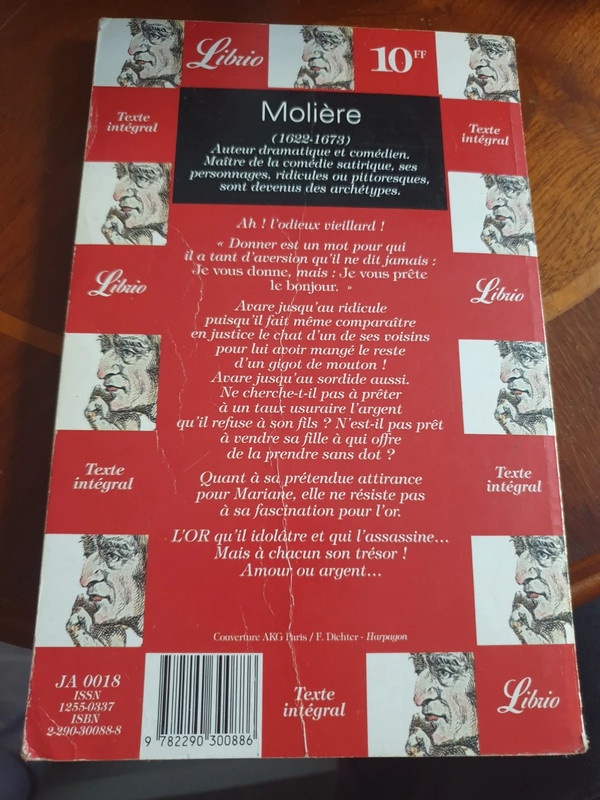 Librio
10FF
Texte
intégral
Texte
intégral
Molière
(1622-1673)
Auteur dramatique et comédien.
Maître de la comédie satirique, ses
personnages, ridicules ou pittoresques,
sont devenus des archétypes.
Ah ! l'odieux vieillard !
« Donner est un mot pour qui
il a tant d'aversion qu'il ne dit jamais :
Je vous donne, mais : Je vous prête
le bonjour. »
Librio
Librio
Avare jusqu'au ridicule
puisqu'il fait même comparaître
en justice le chat d'un de ses voisins
pour lui avoir mangé le reste
d'un gigot de mouton !
Avare jusqu'au sordide aussi.
Ne cherche-t-il pas à prêter
à un taux usuraire l'argent
qu'il refuse à son fils ? N'est-il pas prêt
à vendre sa fille à qui offre
de la prendre sans dot ?
Texte
intégral
Texte
intégral
Quant à sa prétendue attirance
pour Mariane, elle ne résiste pas
à sa fascination pour l'or.
L'OR qu'il idolâtre et qui l'assassine...
Mais à chacun son trésor !
Amour ou argent...
Couverture AKG Paris / F. Dichter - Harpagon
JA 0018
ISSN
1255-0337
ISBN
2-290-30088-8
9 782290 300886
Texte
intégral
Librio